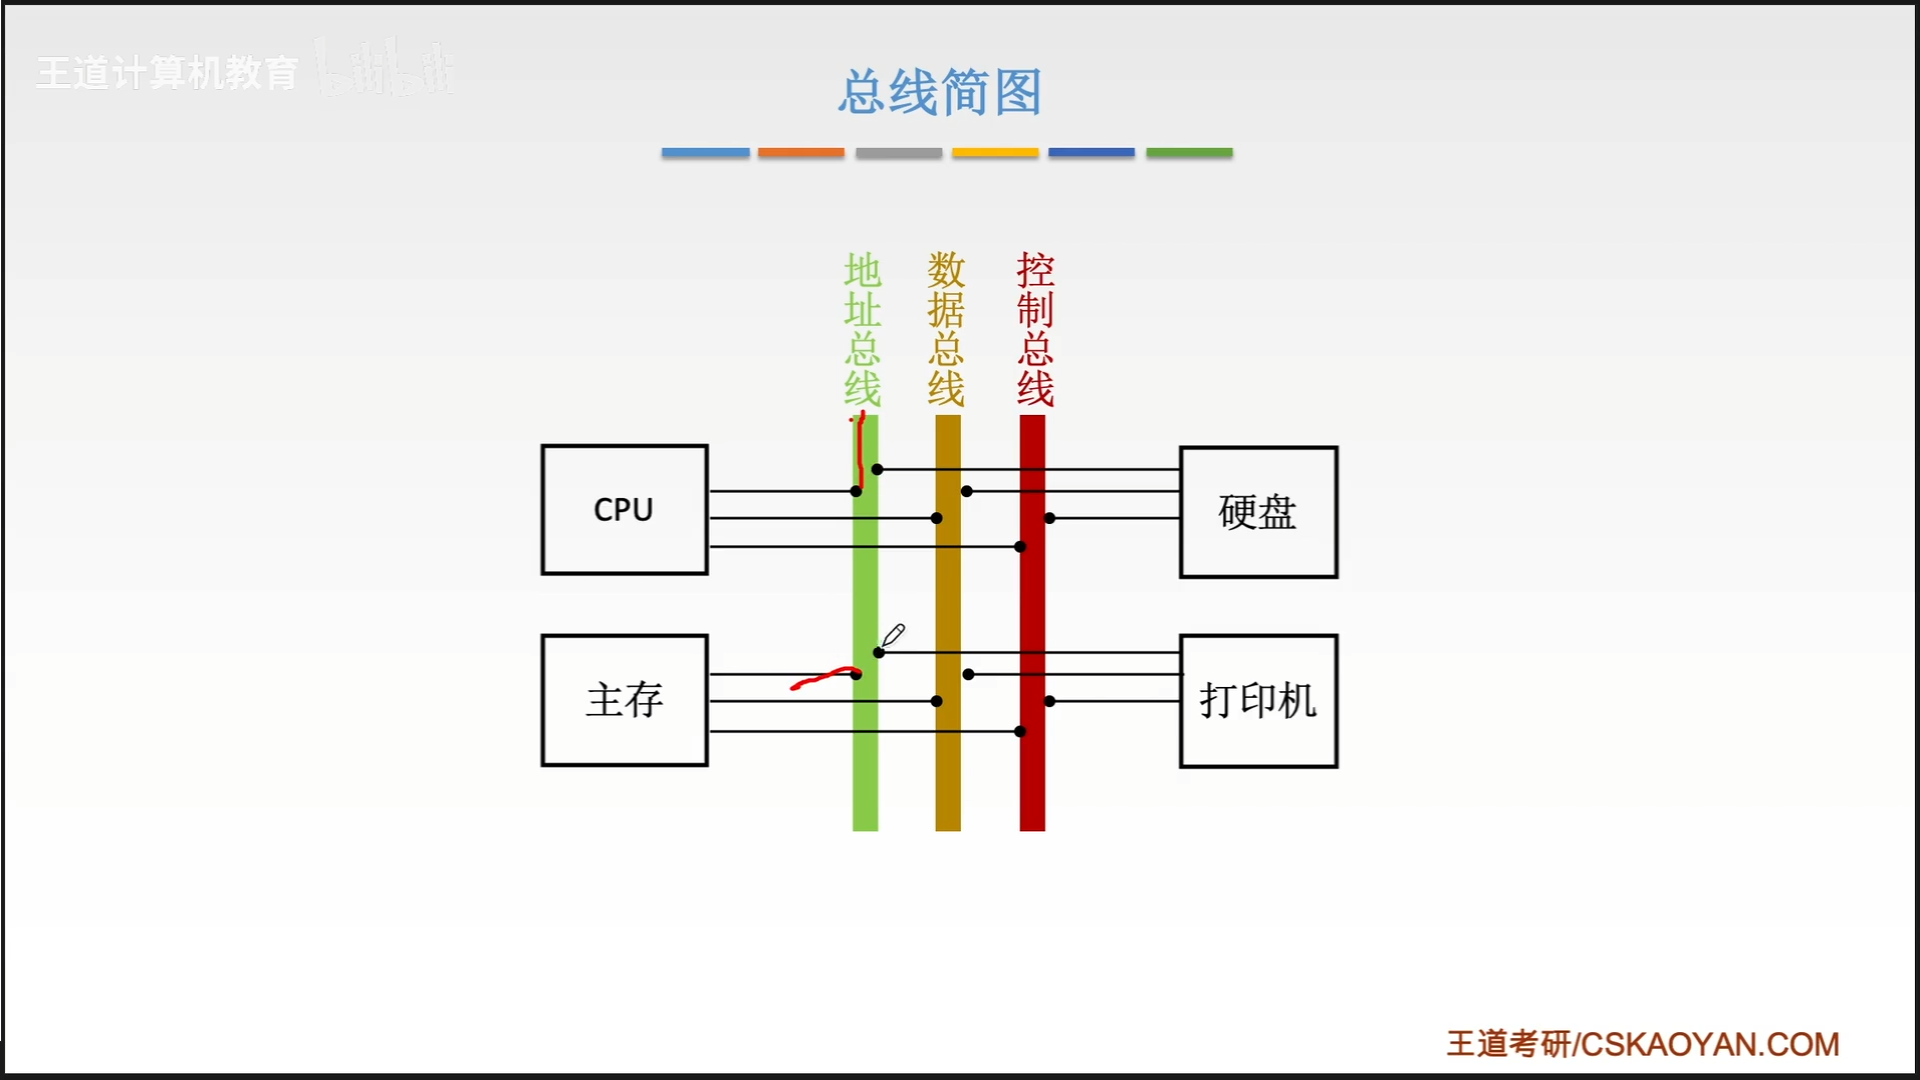 王道计算机教育 bilibili
总线简图
地址总线
数据总线
控制总线
CPU
硬盘
主存
打印机
王道考研/CSKAOYAN.COM